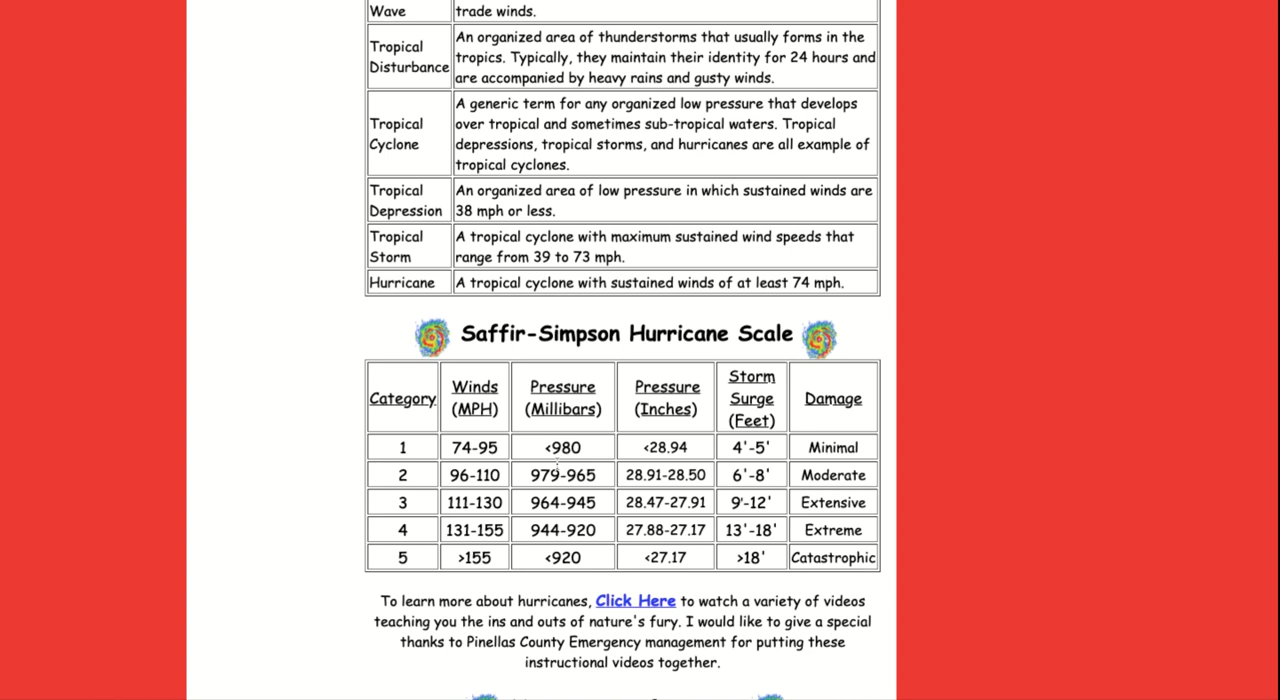 Wave
trade winds.
Tropical
Disturbance
An organized area of thunderstorms that usually forms in the
tropics. Typically, they maintain their identity for 24 hours and
are accompanied by heavy rains and gusty winds.
Tropical
Cyclone
A generic term for any organized low pressure that develops
over tropical and sometimes sub-tropical waters. Tropical
depressions, tropical storms, and hurricanes are all example of
tropical cyclones.
Tropical
Depression
An organized area of low pressure in which sustained winds are
38 mph or less.
Tropical
Storm
A tropical cyclone with maximum sustained wind speeds that
range from 39 to 73 mph.
Hurricane A tropical cyclone with sustained winds of at least 74 mph.
Saffir-Simpson Hurricane Scale
Category
Winds
(MPH)
Pressure
(Millibars)
Pressure
(Inches)
Storm
Surge
(Feet)
Damage
1 74-95 <980 <28.94 4'-5' Minimal
2 96-110 979-965 28.91-28.50 6'-8' Moderate
3 111-130 964-945 28.47-27.91 9'-12' Extensive
4 131-155 944-920 27.88-27.17 13'-18' Extreme
5 >155 <920 <27.17 >18' Catastrophic
To learn more about hurricanes, Click Here to watch a variety of videos
teaching you the ins and outs of nature's fury. I would like to give a special
thanks to Pinellas County Emergency management for putting these
instructional videos together.